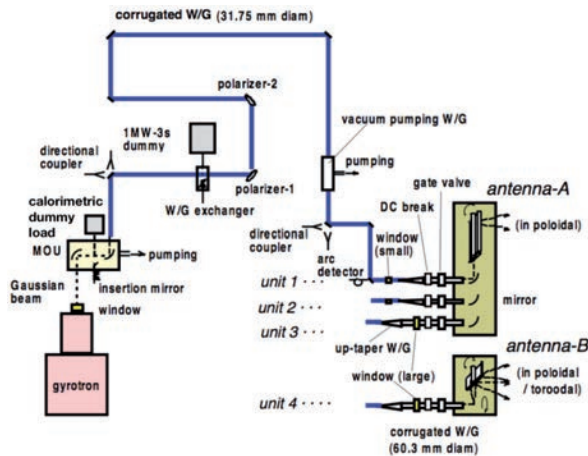 corrugated W/G (31.75 mm diam)
polarizer-2
1MW-3s
dummy
directional
coupler
vacuum pumping W/G
pumping
polarizer-1
W/G exchanger
gate valve
antenna-A
DC break
(in poloidal)
calorimetric
dummy
load
MOU
pumping
directional
coupler
window
(small)
arc
detector
Gaussian
beam
insertion mirror
window
unit 1 · · · ·
unit 2 · · ·
unit 3 · · · ·
mirror
up-taper W/G
antenna-B
gyrotron
window (large)
(in poloidal
/ toroodal)
unit 4 · · · · ·
corrugated W/G
(60.3 mm diam)